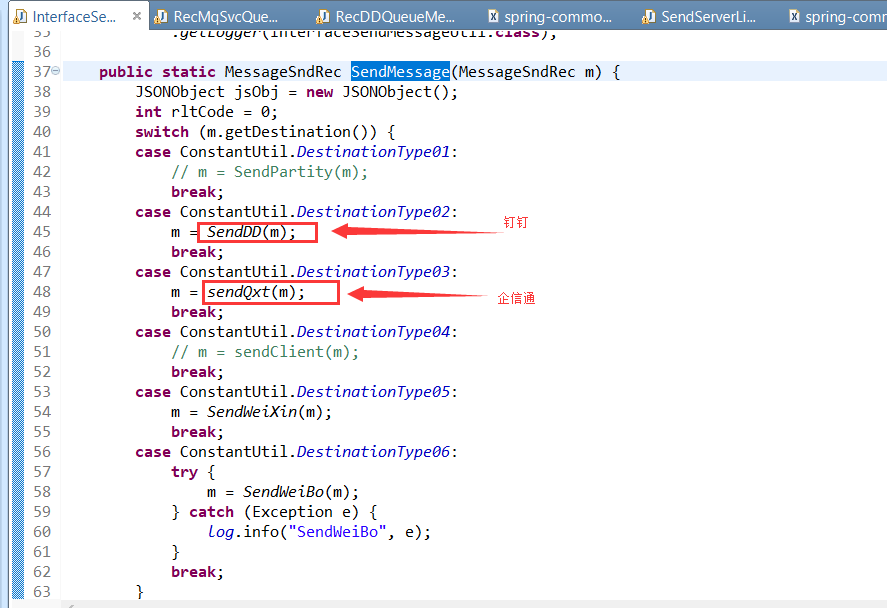 InterfaceSe... RecMqSvcQue... RecDDQueueMe... spring-commo... SendServerLi... spring-comm
35 .getLogger(InterfaceSendMessageUtil.class);
36
37 public static MessageSndRec SendMessage(MessageSndRec m) {
38 JSONObject jsObj = new JSONObject();
39 int rltCode = 0;
40 switch (m.getDestination()) {
41 case ConstantUtil.DestinationType01:
42 // m = SendPartity(m);
43 break;
44 case ConstantUtil.DestinationType02:
45 m = SendDD(m); 钉钉
46 break;
47 case ConstantUtil.DestinationType03:
48 m = sendQxt(m); 企信通
49 break;
50 case ConstantUtil.DestinationType04:
51 // m = sendClient(m);
52 break;
53 case ConstantUtil.DestinationType05:
54 m = SendWeiXin(m);
55 break;
56 case ConstantUtil.DestinationType06:
57 try {
58 m = SendWeiBo(m);
59 } catch (Exception e) {
60 log.info("SendWeiBo", e);
61 }
62 break;
63 }